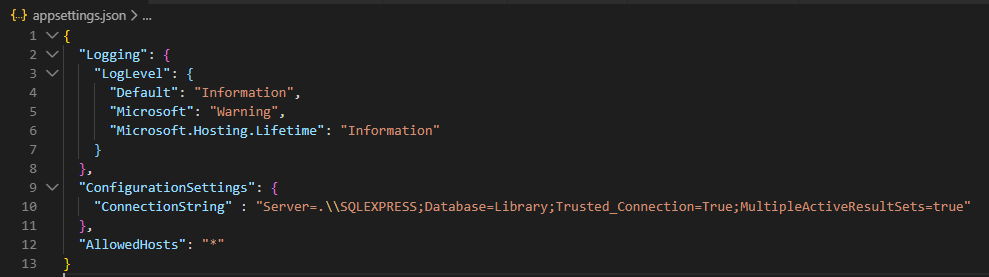 {..} appsettings.json > ...
1 {
2 "Logging": {
3 "LogLevel": {
4 "Default": "Information",
5 "Microsoft": "Warning",
6 "Microsoft.Hosting.Lifetime": "Information"
7 }
8 },
9 "ConfigurationSettings": {
10 "ConnectionString" : "Server=.\\SQLEXPRESS;Database=Library;Trusted_Connection=True;MultipleActiveResultSets=true"
11 },
12 "AllowedHosts": "*"
13 }